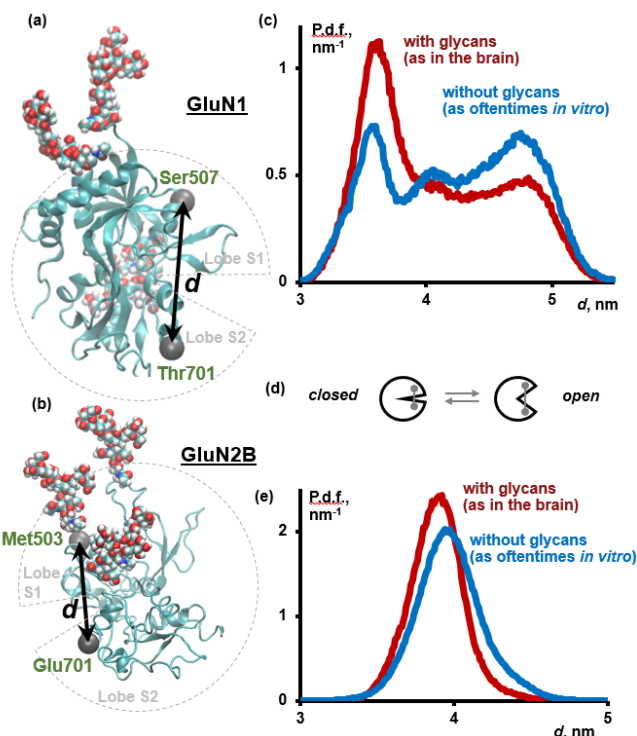 (a)
GluN1
Ser507
Lobe S1
d
Lobe S2
Thr701
(b)
GluN2B
Met503
Lobe
S1
d
Glu701
Lobe S2
(c)
P.d.f.,
nm-1
with glycans
(as in the brain)
without glycans
(as oftentimes in vitro)
1
0.5
0
3
4
5
d, nm
(d)
closed
open
(e)
P.d.f.,
nm-1
with glycans
(as in the brain)
without glycans
(as oftentimes in vitro)
2
1
0
3
4
5
d, nm